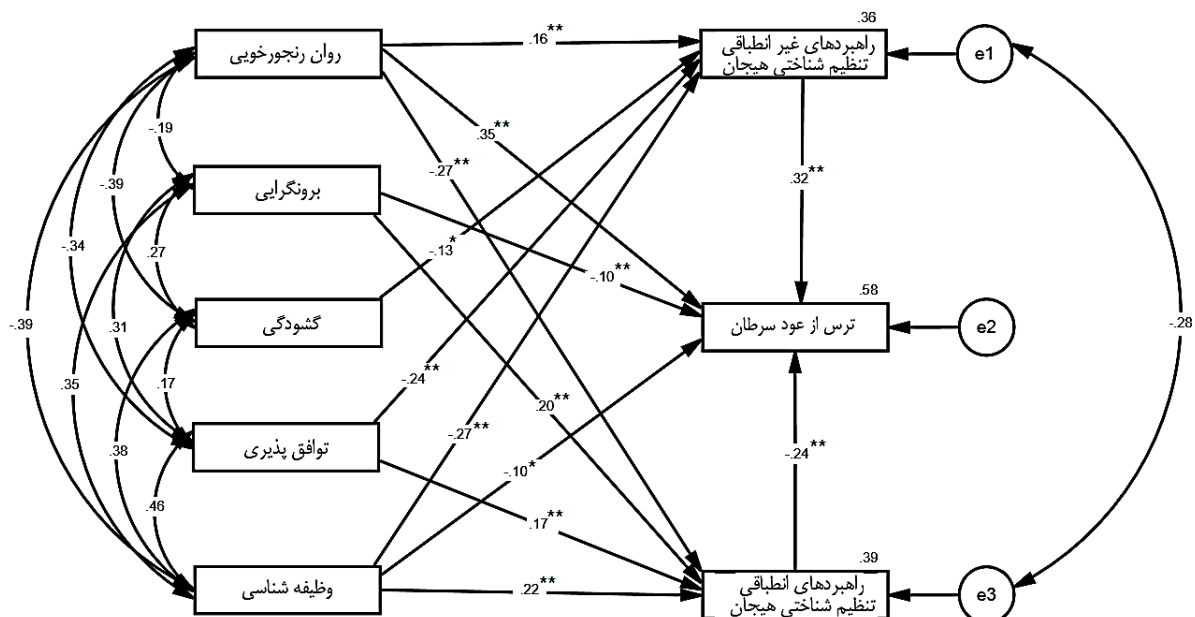 .36
روان رنجورخویی
.16**
راهبردهای غیر انطباقی
تنظیم شناختی هیجان
e1
-.19
.35**
-.39
-.27**
برونگرایی
.32**
-.34
.27
-.13*
-.10**
گشودگی
.58
ترس از عود سرطان
e2
-.28
-.39
.31
.35
.17
-.24**
.20**
-.27**
توافق پذیری
.38
-.10*
-.24**
.46
.17**
.39
وظیفه شناسی
.22**
راهبردهای انطباقی
تنظیم شناختی هیجان
e3